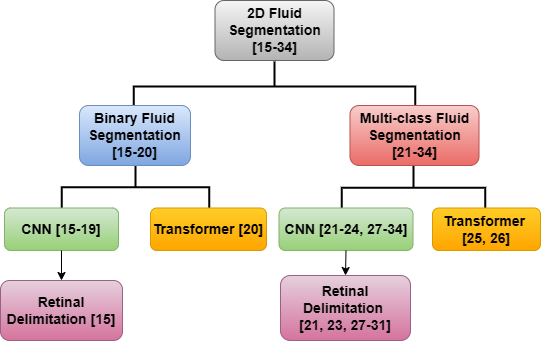 2D Fluid
Segmentation
[15-34]
Binary Fluid
Segmentation
[15-20]
Multi-class Fluid
Segmentation
[21-34]
CNN [15-19]
Transformer [20]
CNN [21-24, 27-34]
Transformer
[25, 26]
Retinal
Delimitation [15]
Retinal
Delimitation
[21, 23, 27-31]